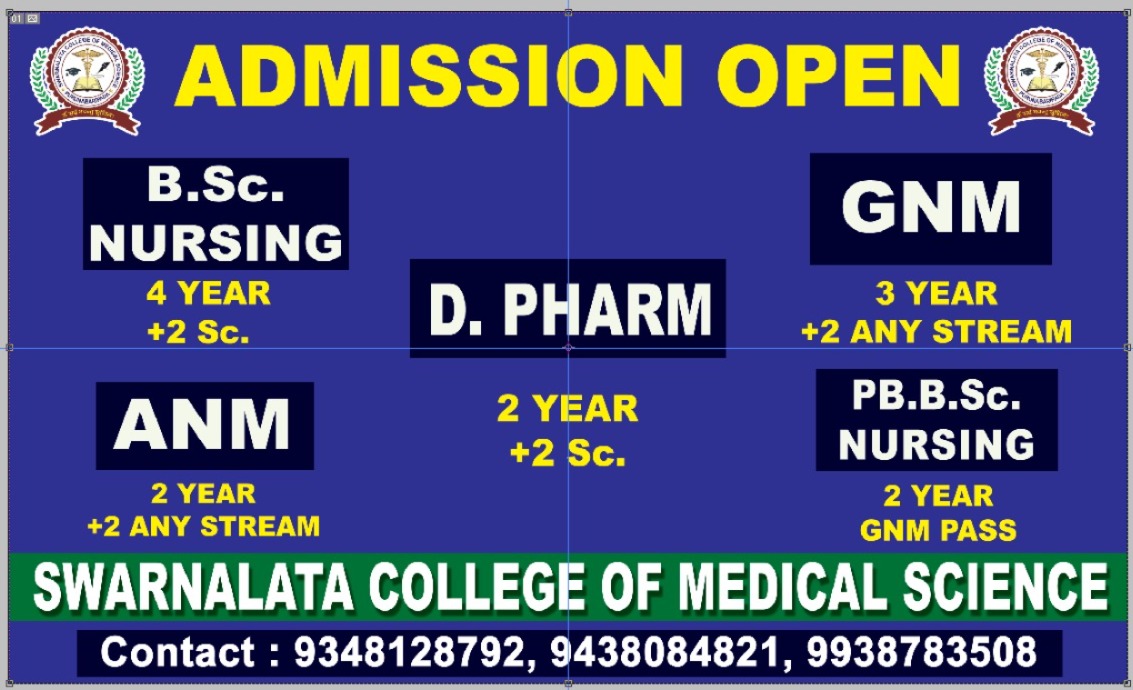 01
ADMISSION OPEN
B.Sc.
NURSING
4 YEAR
+2 Sc.
GNM
3 YEAR
+2 ANY STREAM
D. PHARM
2 YEAR
+2 Sc.
ANM
2 YEAR
+2 ANY STREAM
PB.B.Sc.
NURSING
2 YEAR
GNM PASS
SWARNALATA COLLEGE OF MEDICAL SCIENCE
Contact : 9348128792, 9438084821, 9938783508